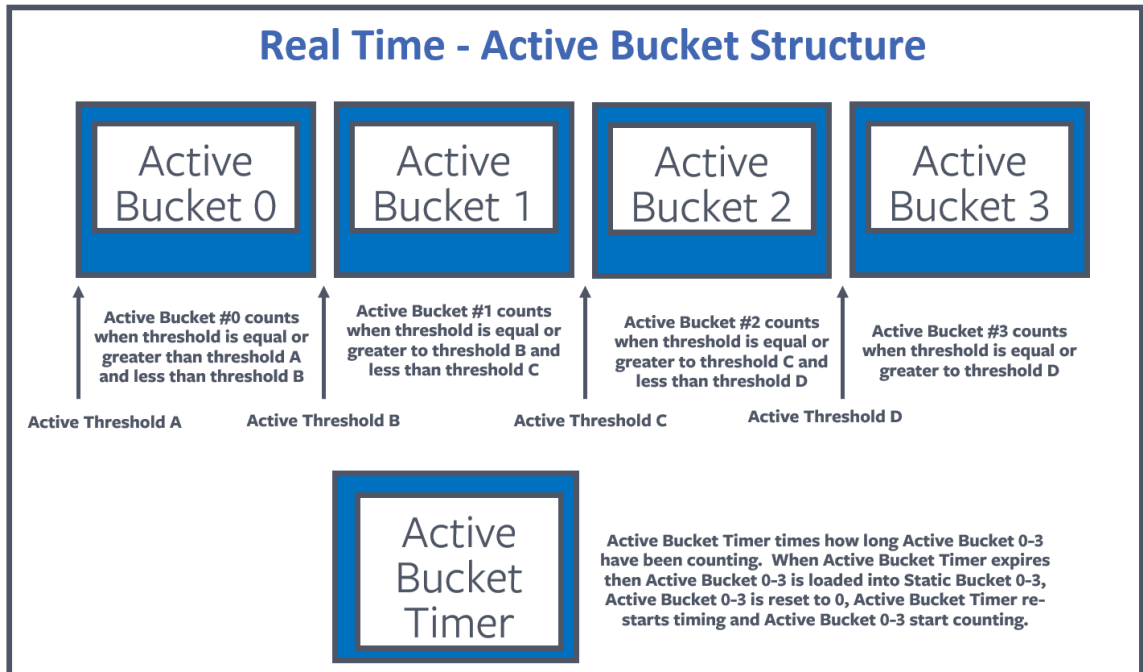 Real Time - Active Bucket Structure
Active
Bucket 0
Active
Bucket 1
Active
Bucket 2
Active
Bucket 3
Active Bucket #0 counts
when threshold is equal or
greater than threshold A
and less than threshold B
Active Bucket #1 counts
when threshold is equal or
greater to threshold B and
less than threshold C
Active Bucket #2 counts
when threshold is equal or
greater to threshold C and
less than threshold D
Active Bucket #3 counts
when threshold is equal or
greater to threshold D
Active Threshold A
Active Threshold B
Active Threshold C
Active Threshold D
Active
Bucket
Timer
Active Bucket Timer times how long Active Bucket 0-3
have been counting. When Active Bucket Timer expires
then Active Bucket 0-3 is loaded into Static Bucket 0-3,
Active Bucket 0-3 is reset to 0, Active Bucket Timer re-
starts timing and Active Bucket 0-3 start counting.